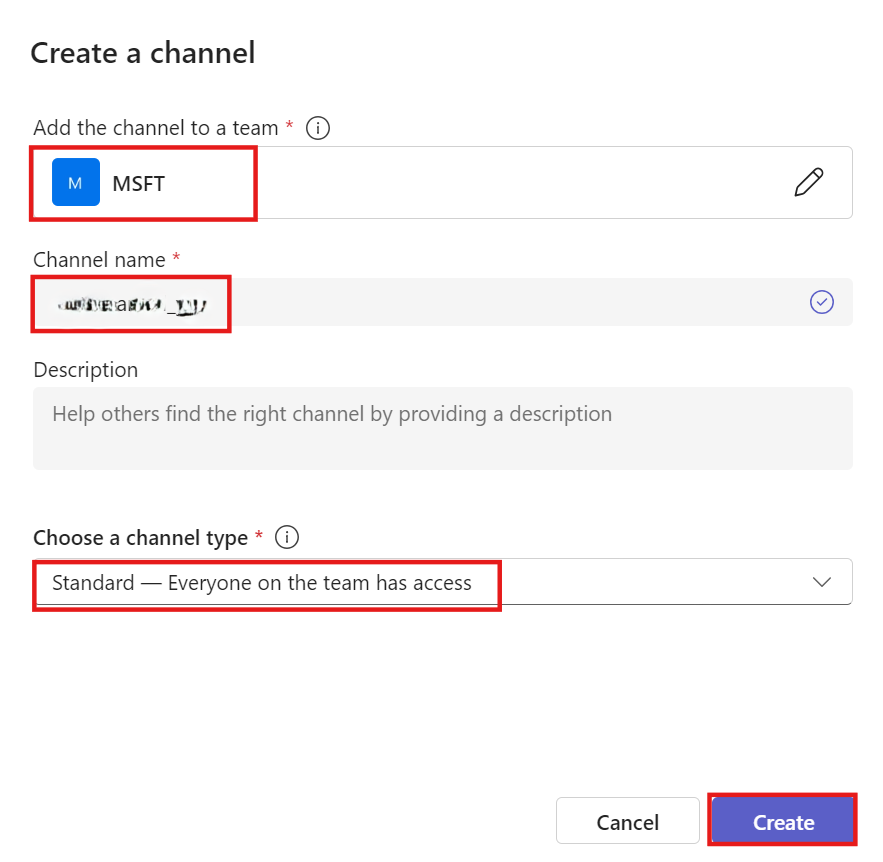 Create a channel
Add the channel to a team *
M MSFT
Channel name *
Description
Help others find the right channel by providing a description
Choose a channel type *
Standard — Everyone on the team has access
Cancel Create